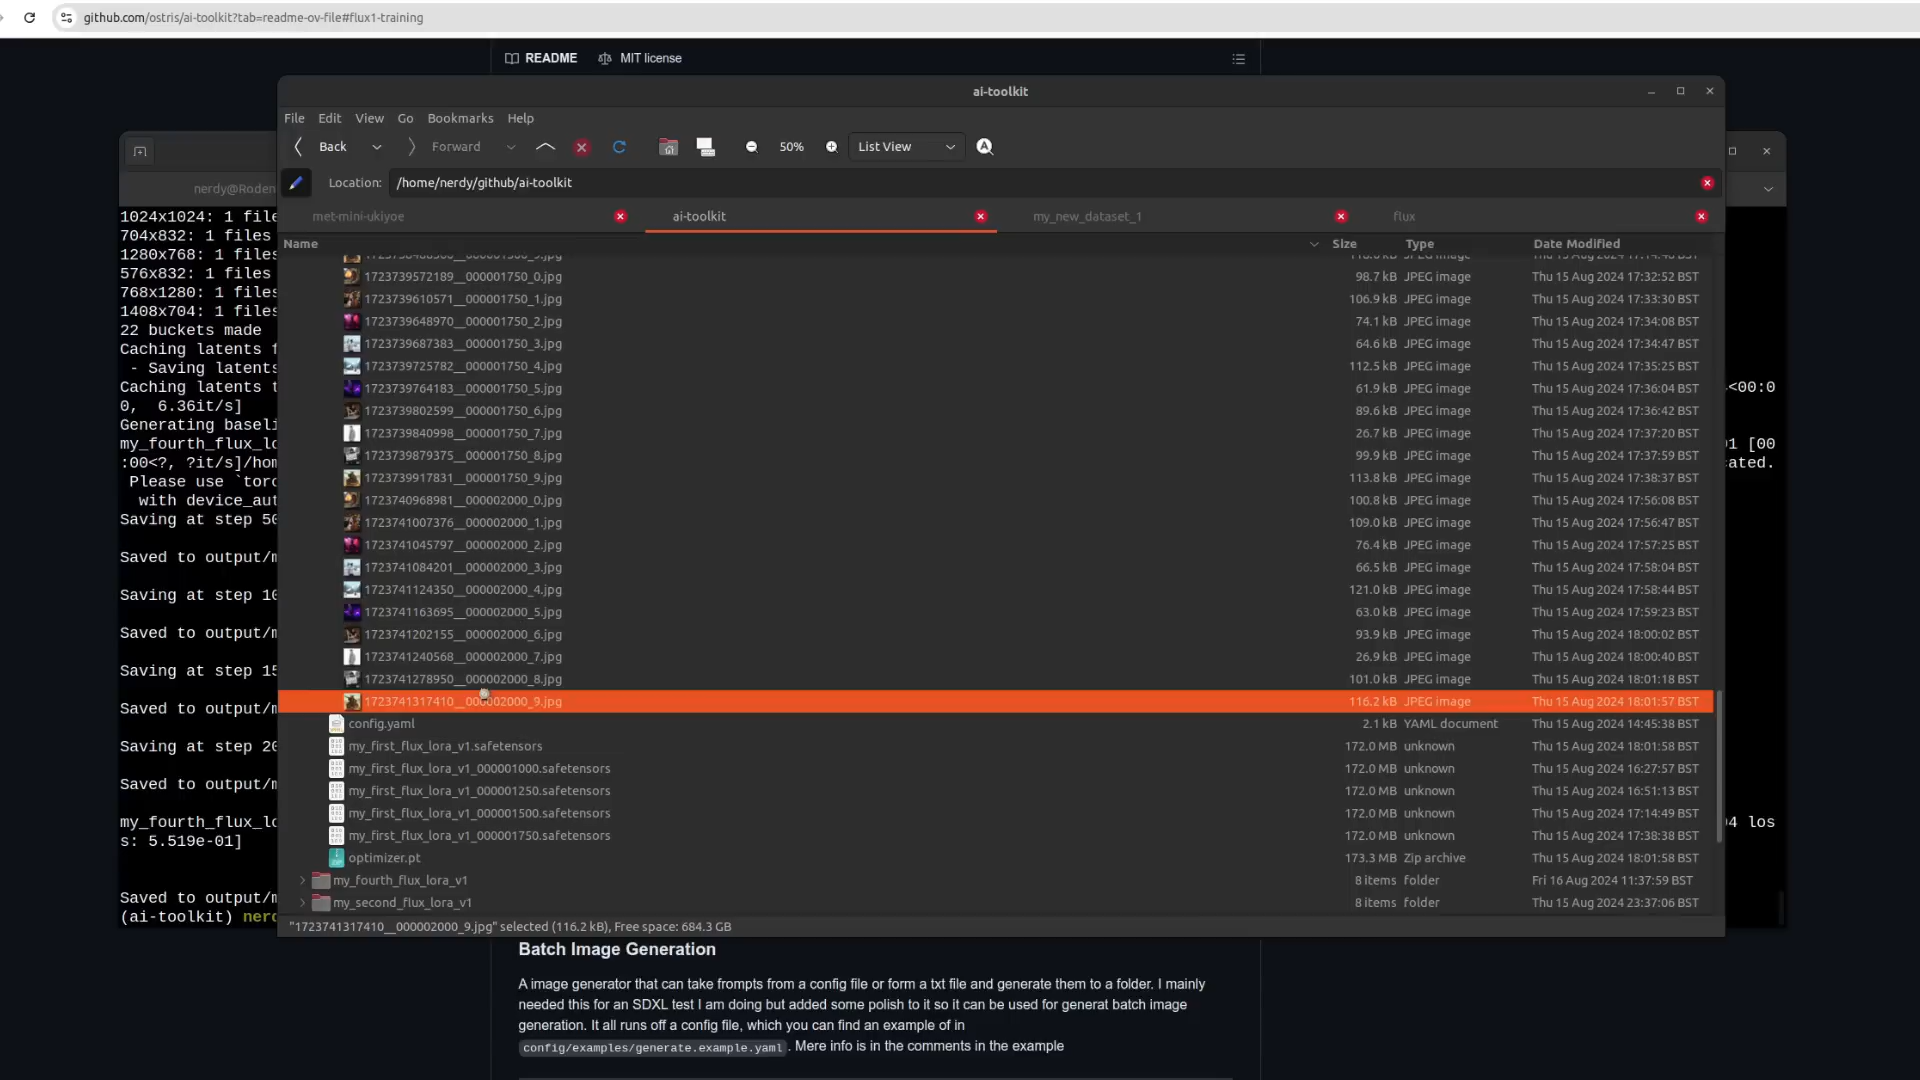 github.com/ostris/ai-toolkit?tab=readme-ov-file#flux1-training
README MIT license
ai-toolkit
File Edit View Go Bookmarks Help
Back Forward 50% List View
Location: /home/nerdy/github/ai-toolkit
met-mini-ukiyoe ai-toolkit my_new_dataset_1 flux
Name Size Type Date Modified
1723739572189__000001750_0.jpg 98.7 kB JPEG image Thu 15 Aug 2024 17:32:52 BST
1723739610571__000001750_1.jpg 106.9 kB JPEG image Thu 15 Aug 2024 17:33:30 BST
1723739648970__000001750_2.jpg 74.1 kB JPEG image Thu 15 Aug 2024 17:34:08 BST
1723739687383__000001750_3.jpg 64.6 kB JPEG image Thu 15 Aug 2024 17:34:47 BST
1723739725782__000001750_4.jpg 112.5 kB JPEG image Thu 15 Aug 2024 17:35:25 BST
1723739764183__000001750_5.jpg 61.9 kB JPEG image Thu 15 Aug 2024 17:36:04 BST
1723739802599__000001750_6.jpg 89.6 kB JPEG image Thu 15 Aug 2024 17:36:42 BST
1723739840998__000001750_7.jpg 26.7 kB JPEG image Thu 15 Aug 2024 17:37:20 BST
1723739879375__000001750_8.jpg 99.9 kB JPEG image Thu 15 Aug 2024 17:37:59 BST
1723739917831__000001750_9.jpg 113.8 kB JPEG image Thu 15 Aug 2024 17:38:37 BST
1723740968981__000002000_0.jpg 100.8 kB JPEG image Thu 15 Aug 2024 17:56:08 BST
1723741007376__000002000_1.jpg 109.0 kB JPEG image Thu 15 Aug 2024 17:56:47 BST
1723741045797__000002000_2.jpg 76.4 kB JPEG image Thu 15 Aug 2024 17:57:25 BST
1723741084201__000002000_3.jpg 66.5 kB JPEG image Thu 15 Aug 2024 17:58:04 BST
1723741124350__000002000_4.jpg 121.0 kB JPEG image Thu 15 Aug 2024 17:58:44 BST
1723741163695__000002000_5.jpg 63.0 kB JPEG image Thu 15 Aug 2024 17:59:23 BST
1723741202155__000002000_6.jpg 93.9 kB JPEG image Thu 15 Aug 2024 18:00:02 BST
1723741240568__000002000_7.jpg 26.9 kB JPEG image Thu 15 Aug 2024 18:00:40 BST
1723741278950__000002000_8.jpg 101.0 kB JPEG image Thu 15 Aug 2024 18:01:18 BST
1723741317410__000002000_9.jpg 116.2 kB JPEG image Thu 15 Aug 2024 18:01:57 BST
config.yaml 2.1 kB YAML document Thu 15 Aug 2024 14:45:38 BST
my_first_flux_lora_v1.safetensors 172.0 MB unknown Thu 15 Aug 2024 18:01:58 BST
my_first_flux_lora_v1_000001000.safetensors 172.0 MB unknown Thu 15 Aug 2024 16:27:57 BST
my_first_flux_lora_v1_000001250.safetensors 172.0 MB unknown Thu 15 Aug 2024 16:51:13 BST
my_first_flux_lora_v1_000001500.safetensors 172.0 MB unknown Thu 15 Aug 2024 17:14:49 BST
my_first_flux_lora_v1_000001750.safetensors 172.0 MB unknown Thu 15 Aug 2024 17:38:38 BST
optimizer.pt 173.3 MB Zip archive Thu 15 Aug 2024 18:01:58 BST
my_fourth_flux_lora_v1 8 items folder Fri 16 Aug 2024 11:37:59 BST
my_second_flux_lora_v1 8 items folder Thu 15 Aug 2024 23:37:06 BST
"1723741317410__000002000_9.jpg" selected (116.2 kB), Free space: 684.3 GB
nerdy@Roden
1024x1024: 1 file
704x832: 1 files
1280x768: 1 files
576x832: 1 files
768x1280: 1 files
1408x704: 1 files
22 buckets made
Caching latents f
- Saving latents
Caching latents t <00:0
0, 6.36it/s]
Generating baseli
my_fourth_flux_lo 01 [00
:00<?, ?it/s]/hom ated.
Please use `torc
with device_aut
Saving at step 50
Saved to output/m
Saving at step 10
Saved to output/m
Saving at step 15
Saved to output/m
Saving at step 20
Saved to output/m
my_fourth_flux_lo 04 los
s: 5.519e-01]
Saved to output/m
(ai-toolkit) nerd
Batch Image Generation
A image generator that can take frompts from a config file or form a txt file and generate them to a folder. I mainly
needed this for an SDXL test I am doing but added some polish to it so it can be used for generat batch image
generation. It all runs off a config file, which you can find an example of in
config/examples/generate.example.yaml . Mere info is in the comments in the example